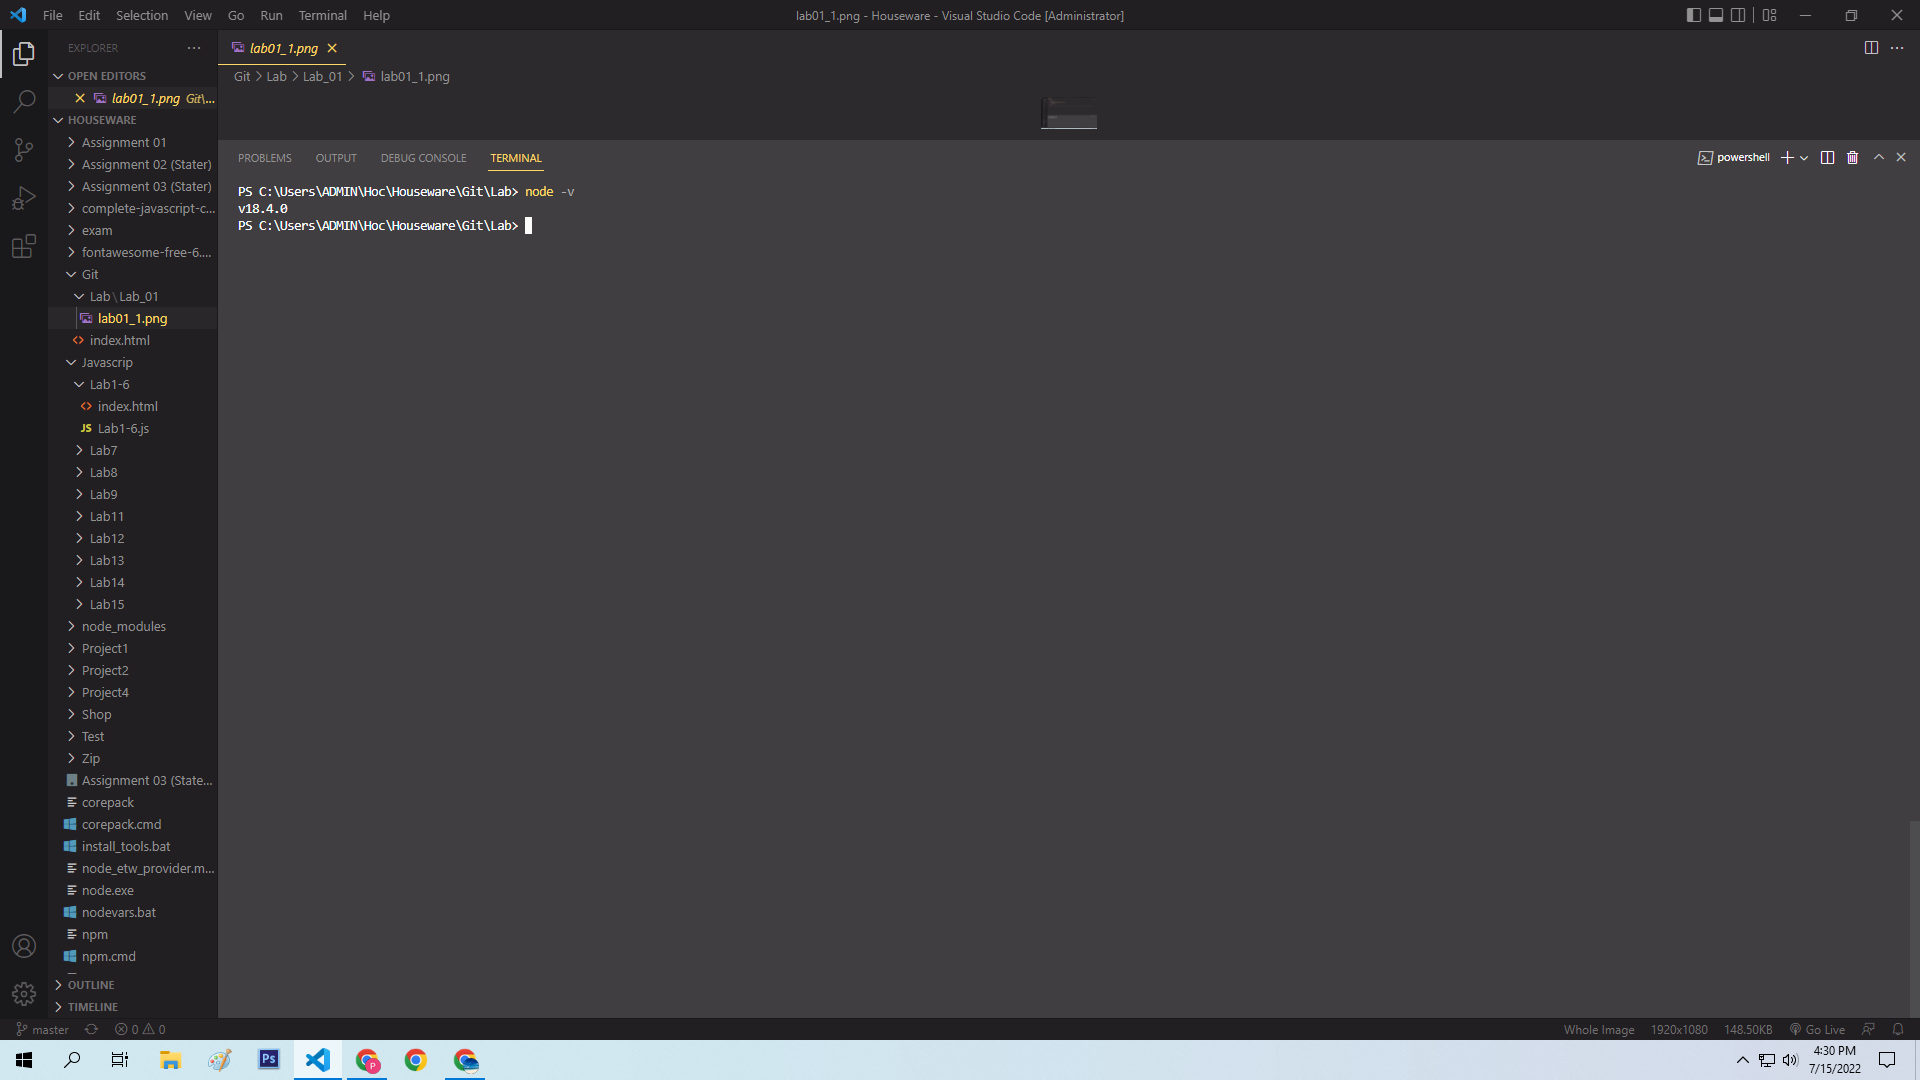 File Edit Selection View Go Run Terminal Help
lab01_1.png - Houseware - Visual Studio Code [Administrator]
EXPLORER
lab01_1.png
OPEN EDITORS
lab01_1.png Git\...
Git > Lab > Lab_01 > lab01_1.png
HOUSEWARE
Assignment 01
Assignment 02 (Stater)
Assignment 03 (Stater)
complete-javascript-c...
exam
fontawesome-free-6....
Git
Lab\Lab_01
lab01_1.png
index.html
Javascrip
Lab1-6
index.html
JS Lab1-6.js
Lab7
Lab8
Lab9
Lab11
Lab12
Lab13
Lab14
Lab15
node_modules
Project1
Project2
Project4
Shop
Test
Zip
Assignment 03 (State...
corepack
corepack.cmd
install_tools.bat
node_etw_provider.m...
node.exe
nodevars.bat
npm
npm.cmd
OUTLINE
TIMELINE
PROBLEMS OUTPUT DEBUG CONSOLE TERMINAL
powershell
PS C:\Users\ADMIN\Hoc\Houseware\Git\Lab> node -v
v18.4.0
PS C:\Users\ADMIN\Hoc\Houseware\Git\Lab>
master 0 0
Whole Image 1920x1080 148.50KB Go Live
Ps
P
4:30 PM
7/15/2022